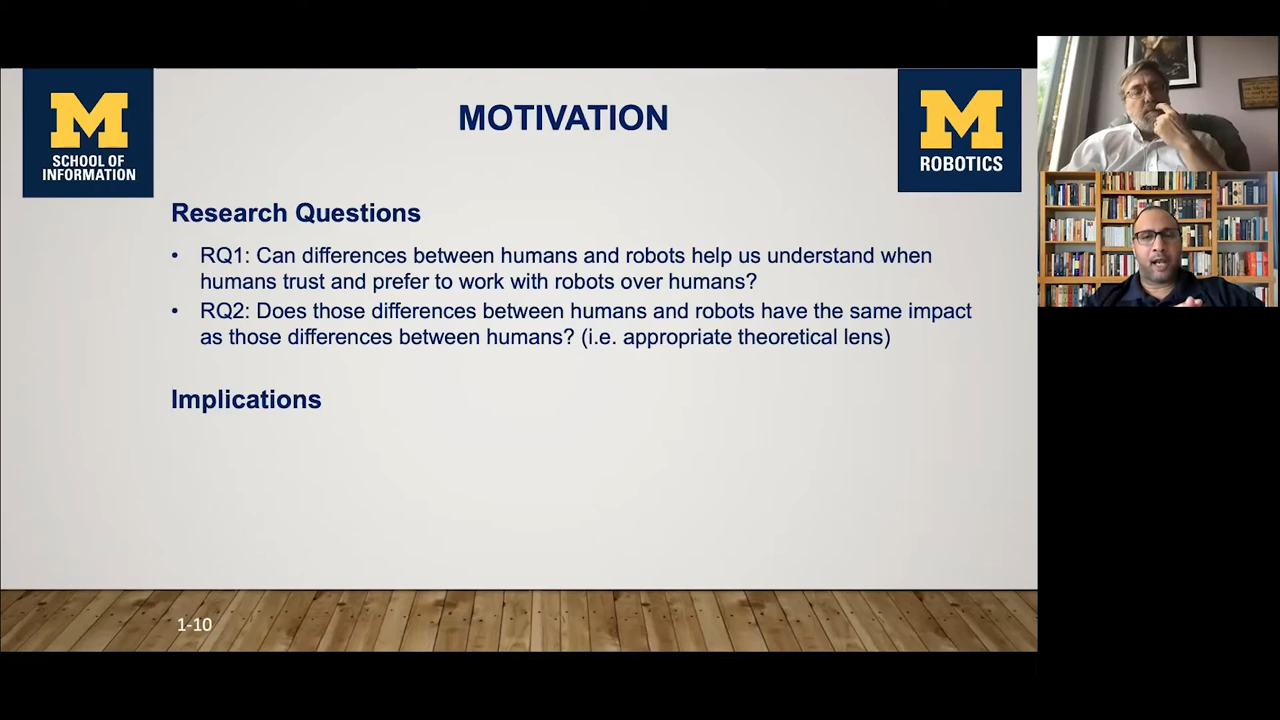 M
SCHOOL OF
INFORMATION
MOTIVATION
M
ROBOTICS
Research Questions
• RQ1: Can differences between humans and robots help us understand when
humans trust and prefer to work with robots over humans?
• RQ2: Does those differences between humans and robots have the same impact
as those differences between humans? (i.e. appropriate theoretical lens)
Implications
1-10